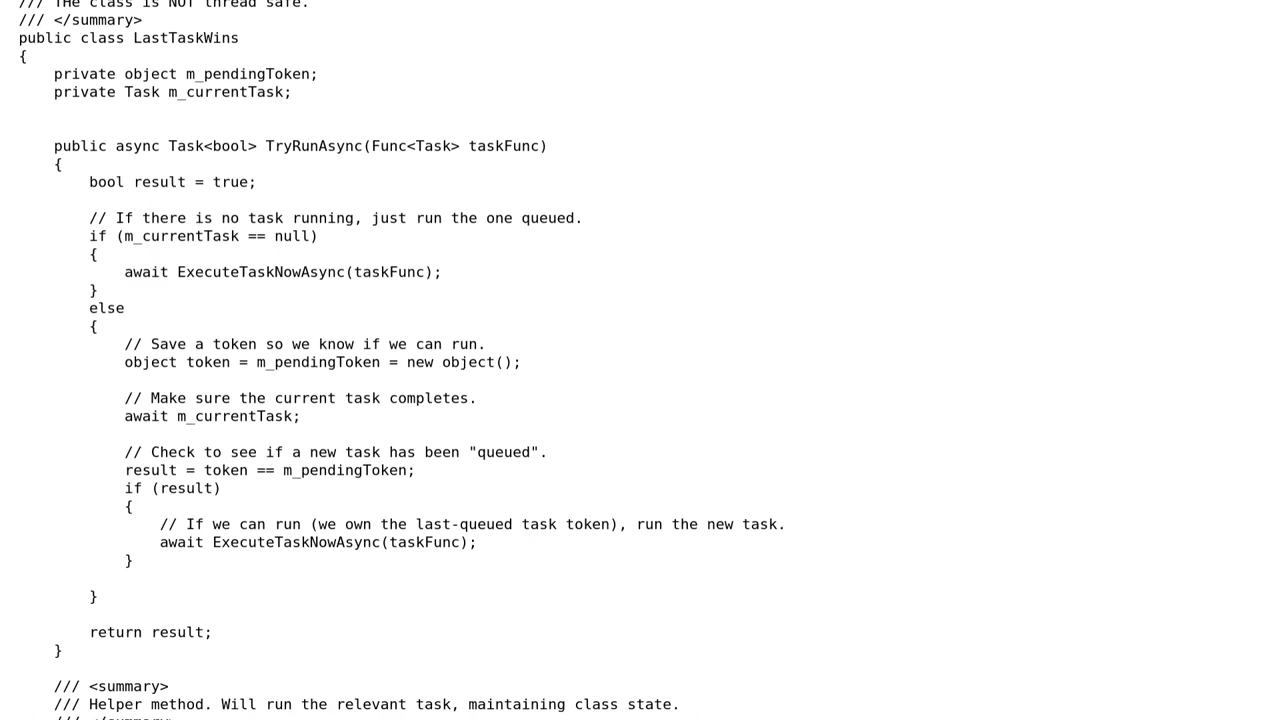 /// THe class is NOT thread safe.
/// </summary>
public class LastTaskWins
{
    private object m_pendingToken;
    private Task m_currentTask;

    public async Task<bool> TryRunAsync(Func<Task> taskFunc)
    {
        bool result = true;

        // If there is no task running, just run the one queued.
        if (m_currentTask == null)
        {
            await ExecuteTaskNowAsync(taskFunc);
        }
        else
        {
            // Save a token so we know if we can run.
            object token = m_pendingToken = new object();

            // Make sure the current task completes.
            await m_currentTask;

            // Check to see if a new task has been "queued".
            result = token == m_pendingToken;
            if (result)
            {
                // If we can run (we own the last-queued task token), run the new task.
                await ExecuteTaskNowAsync(taskFunc);
            }

        }

        return result;
    }

    /// <summary>
    /// Helper method. Will run the relevant task, maintaining class state.
    /// </summary>